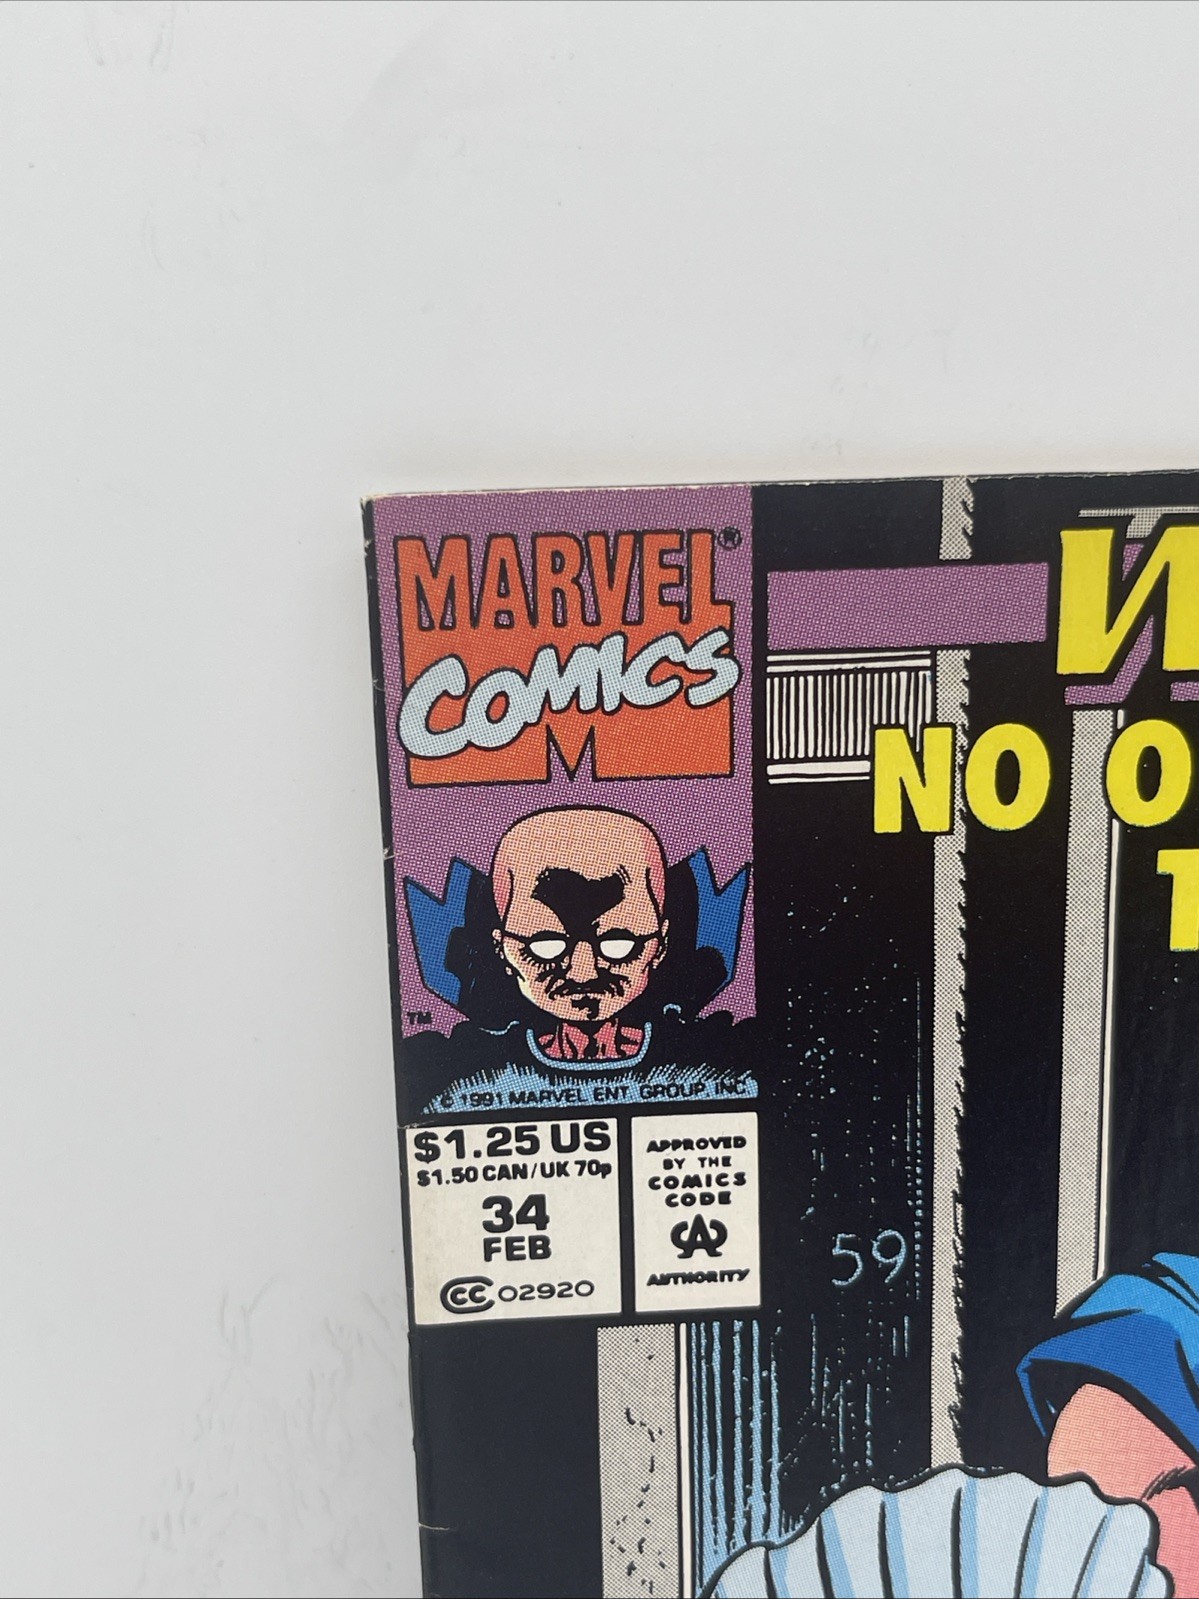 MARVEL®
COMICS
M
TM
© 1991 MARVEL ENT. GROUP, INC.
$1.25 US
$1.50 CAN/UK 70p
34
FEB
CC 02920
APPROVED
BY THE
COMICS
CODE
CA
AUTHORITY
NO O
T
59